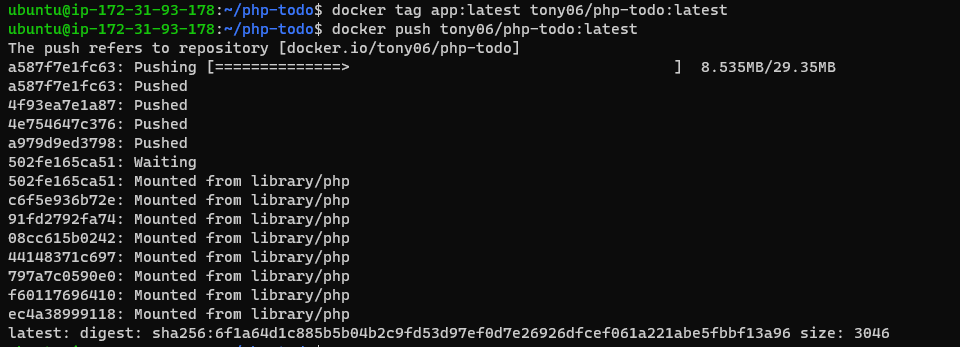 ubuntu@ip-172-31-93-178:~/php-todo$ docker tag app:latest tony06/php-todo:latest
ubuntu@ip-172-31-93-178:~/php-todo$ docker push tony06/php-todo:latest
The push refers to repository [docker.io/tony06/php-todo]
a587f7e1fc63: Pushing [==============>                                    ]  8.535MB/29.35MB
a587f7e1fc63: Pushed
4f93ea7e1a87: Pushed
4e754647c376: Pushed
a979d9ed3798: Pushed
502fe165ca51: Waiting
502fe165ca51: Mounted from library/php
c6f5e936b72e: Mounted from library/php
91fd2792fa74: Mounted from library/php
08cc615b0242: Mounted from library/php
44148371c697: Mounted from library/php
797a7c0590e0: Mounted from library/php
f60117696410: Mounted from library/php
ec4a38999118: Mounted from library/php
latest: digest: sha256:6f1a64d1c885b5b04b2c9fd53d97ef0d7e26926dfcef061a221abe5fbbf13a96 size: 3046